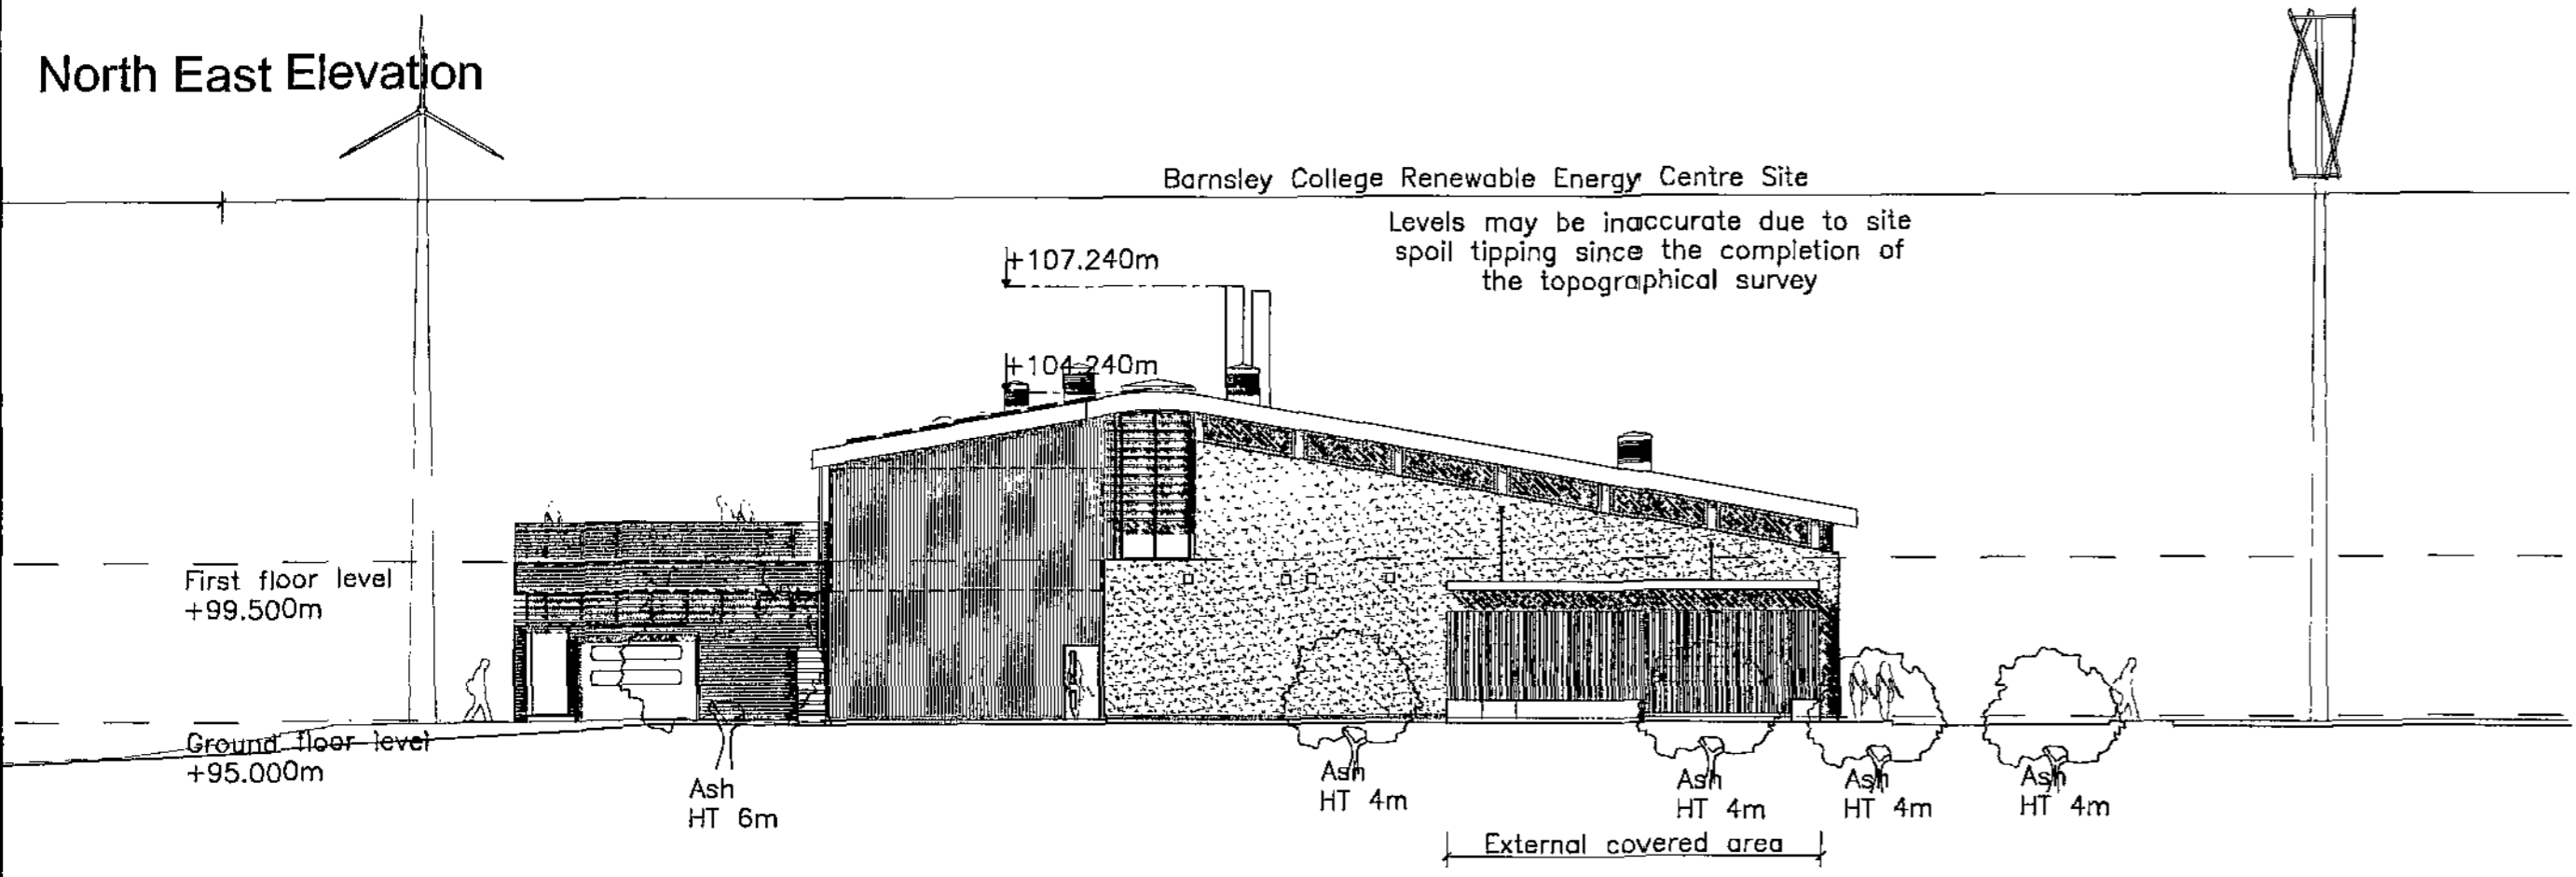 North East Elevation
Barnsley College Renewable Energy Centre Site
Levels may be inaccurate due to site
spoil tipping since the completion of
the topographical survey
+107.240m
+104.240m
First floor level
+99.500m
Ground floor level
+95.000m
Ash
HT 6m
Ash
HT 4m
Ash
HT 4m
Ash
HT 4m
Ash
HT 4m
External covered area